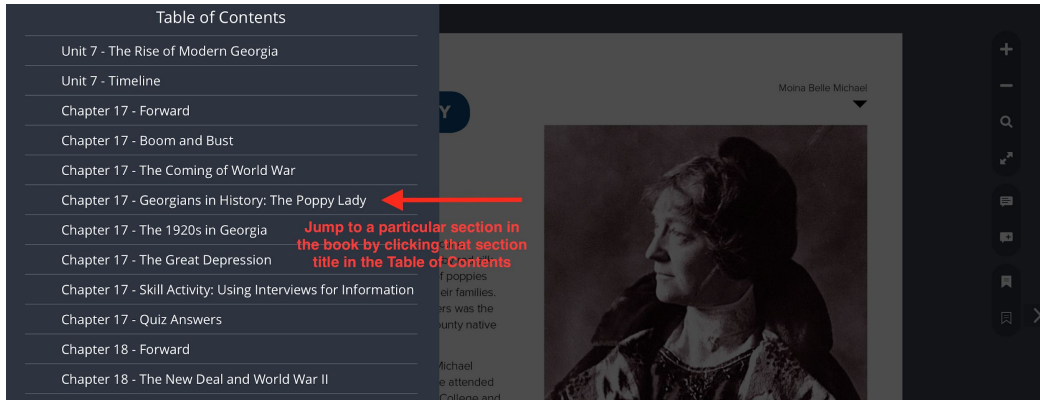 Table of Contents
Unit 7 - The Rise of Modern Georgia
Unit 7 - Timeline
Chapter 17 - Forward
Chapter 17 - Boom and Bust
Chapter 17 - The Coming of World War
Chapter 17 - Georgians in History: The Poppy Lady
Chapter 17 - The 1920s in Georgia
Chapter 17 - The Great Depression
Chapter 17 - Skill Activity: Using Interviews for Information
Chapter 17 - Quiz Answers
Chapter 18 - Forward
Chapter 18 - The New Deal and World War II
Jump to a particular section in
the book by clicking that section
title in the Table of Contents
Y
Moina Belle Michael
f poppies
eir families.
ers was the
ounty native
Michael
e attended
College and